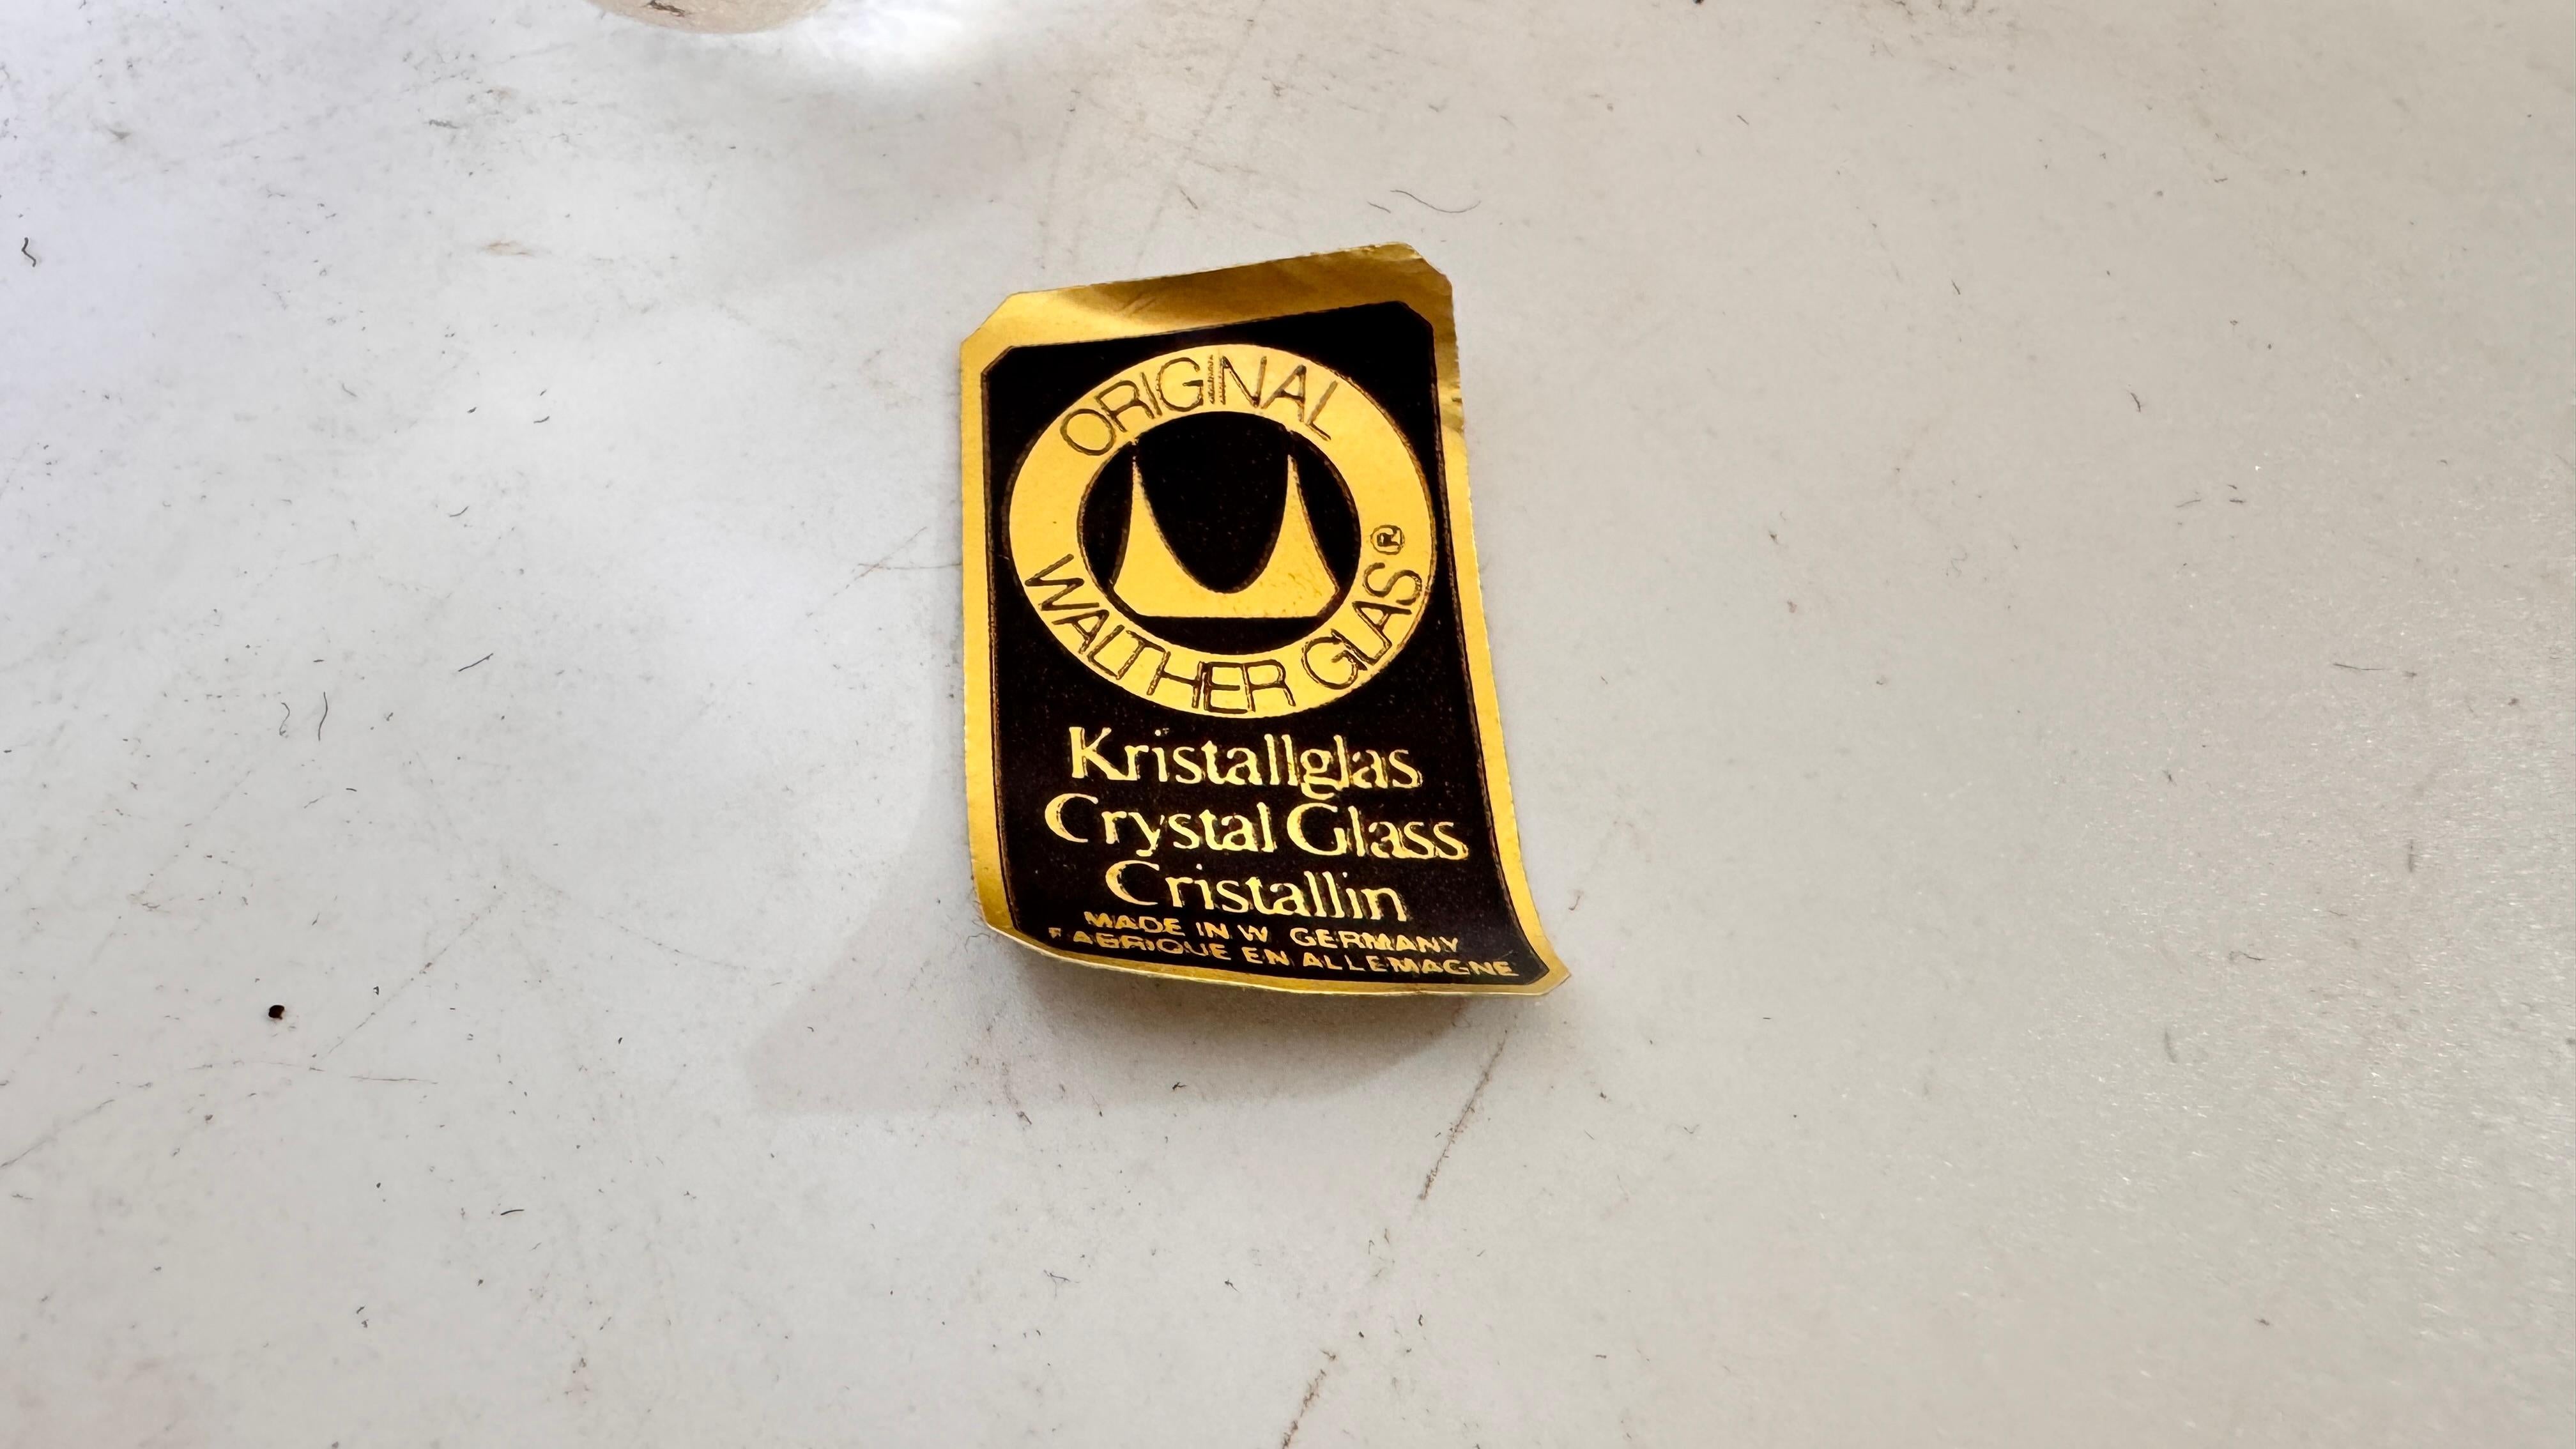 ORIGINAL
WALTHER GLAS®
Kristallglas
Crystal Glass
Cristallin
MADE IN W. GERMANY
FABRIQUE EN ALLEMAGNE